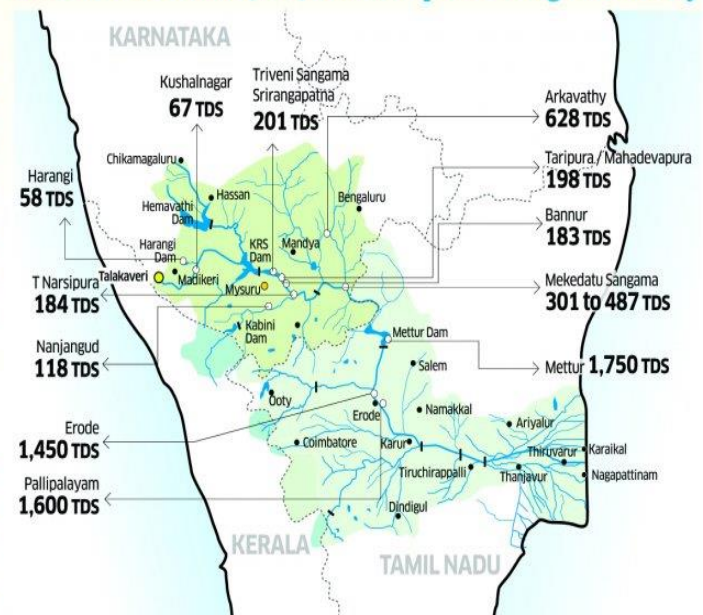 KARNATAKA
Kushalnagar
67 TDS
Triveni Sangama
Srirangapatna
201 TDS
Arkavathy
628 TDS
Taripura / Mahadevapura
198 TDS
Bannur
183 TDS
Mekedatu Sangama
301 to 487 TDS
Mettur 1,750 TDS
Harangi
58 TDS
T Narsipura
184 TDS
Nanjangud
118 TDS
Erode
1,450 TDS
Pallipalayam
1,600 TDS
Chikamagaluru
Hassan
Hemavathi
Dam
Bengaluru
Harangi
Dam
KRS
Dam
Mandya
Talakaveri
Madikeri
Mysuru
Kabini
Dam
Mettur Dam
Salem
Ooty
Erode
Namakkal
Ariyalur
Coimbatore
Karur
Thiruvarur
Karaikal
Tiruchirappalli
Thanjavur
Nagapattinam
Dindigul
KERALA
TAMIL NADU